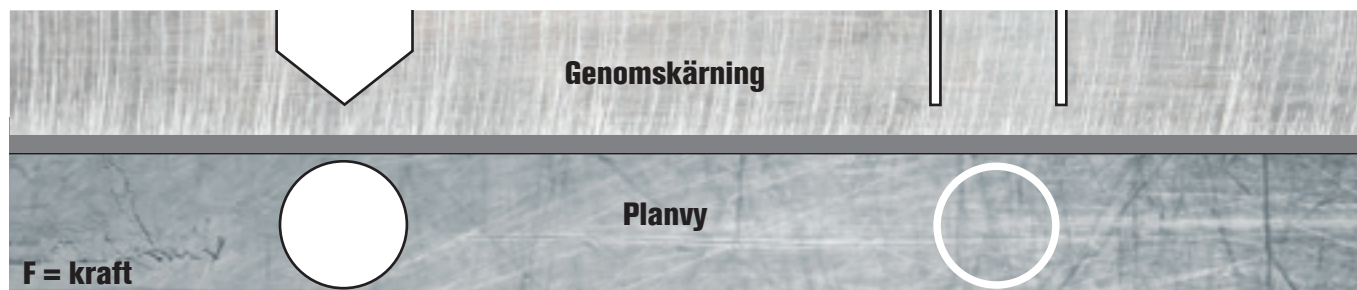 Genomskärning
Planvy
F = kraft